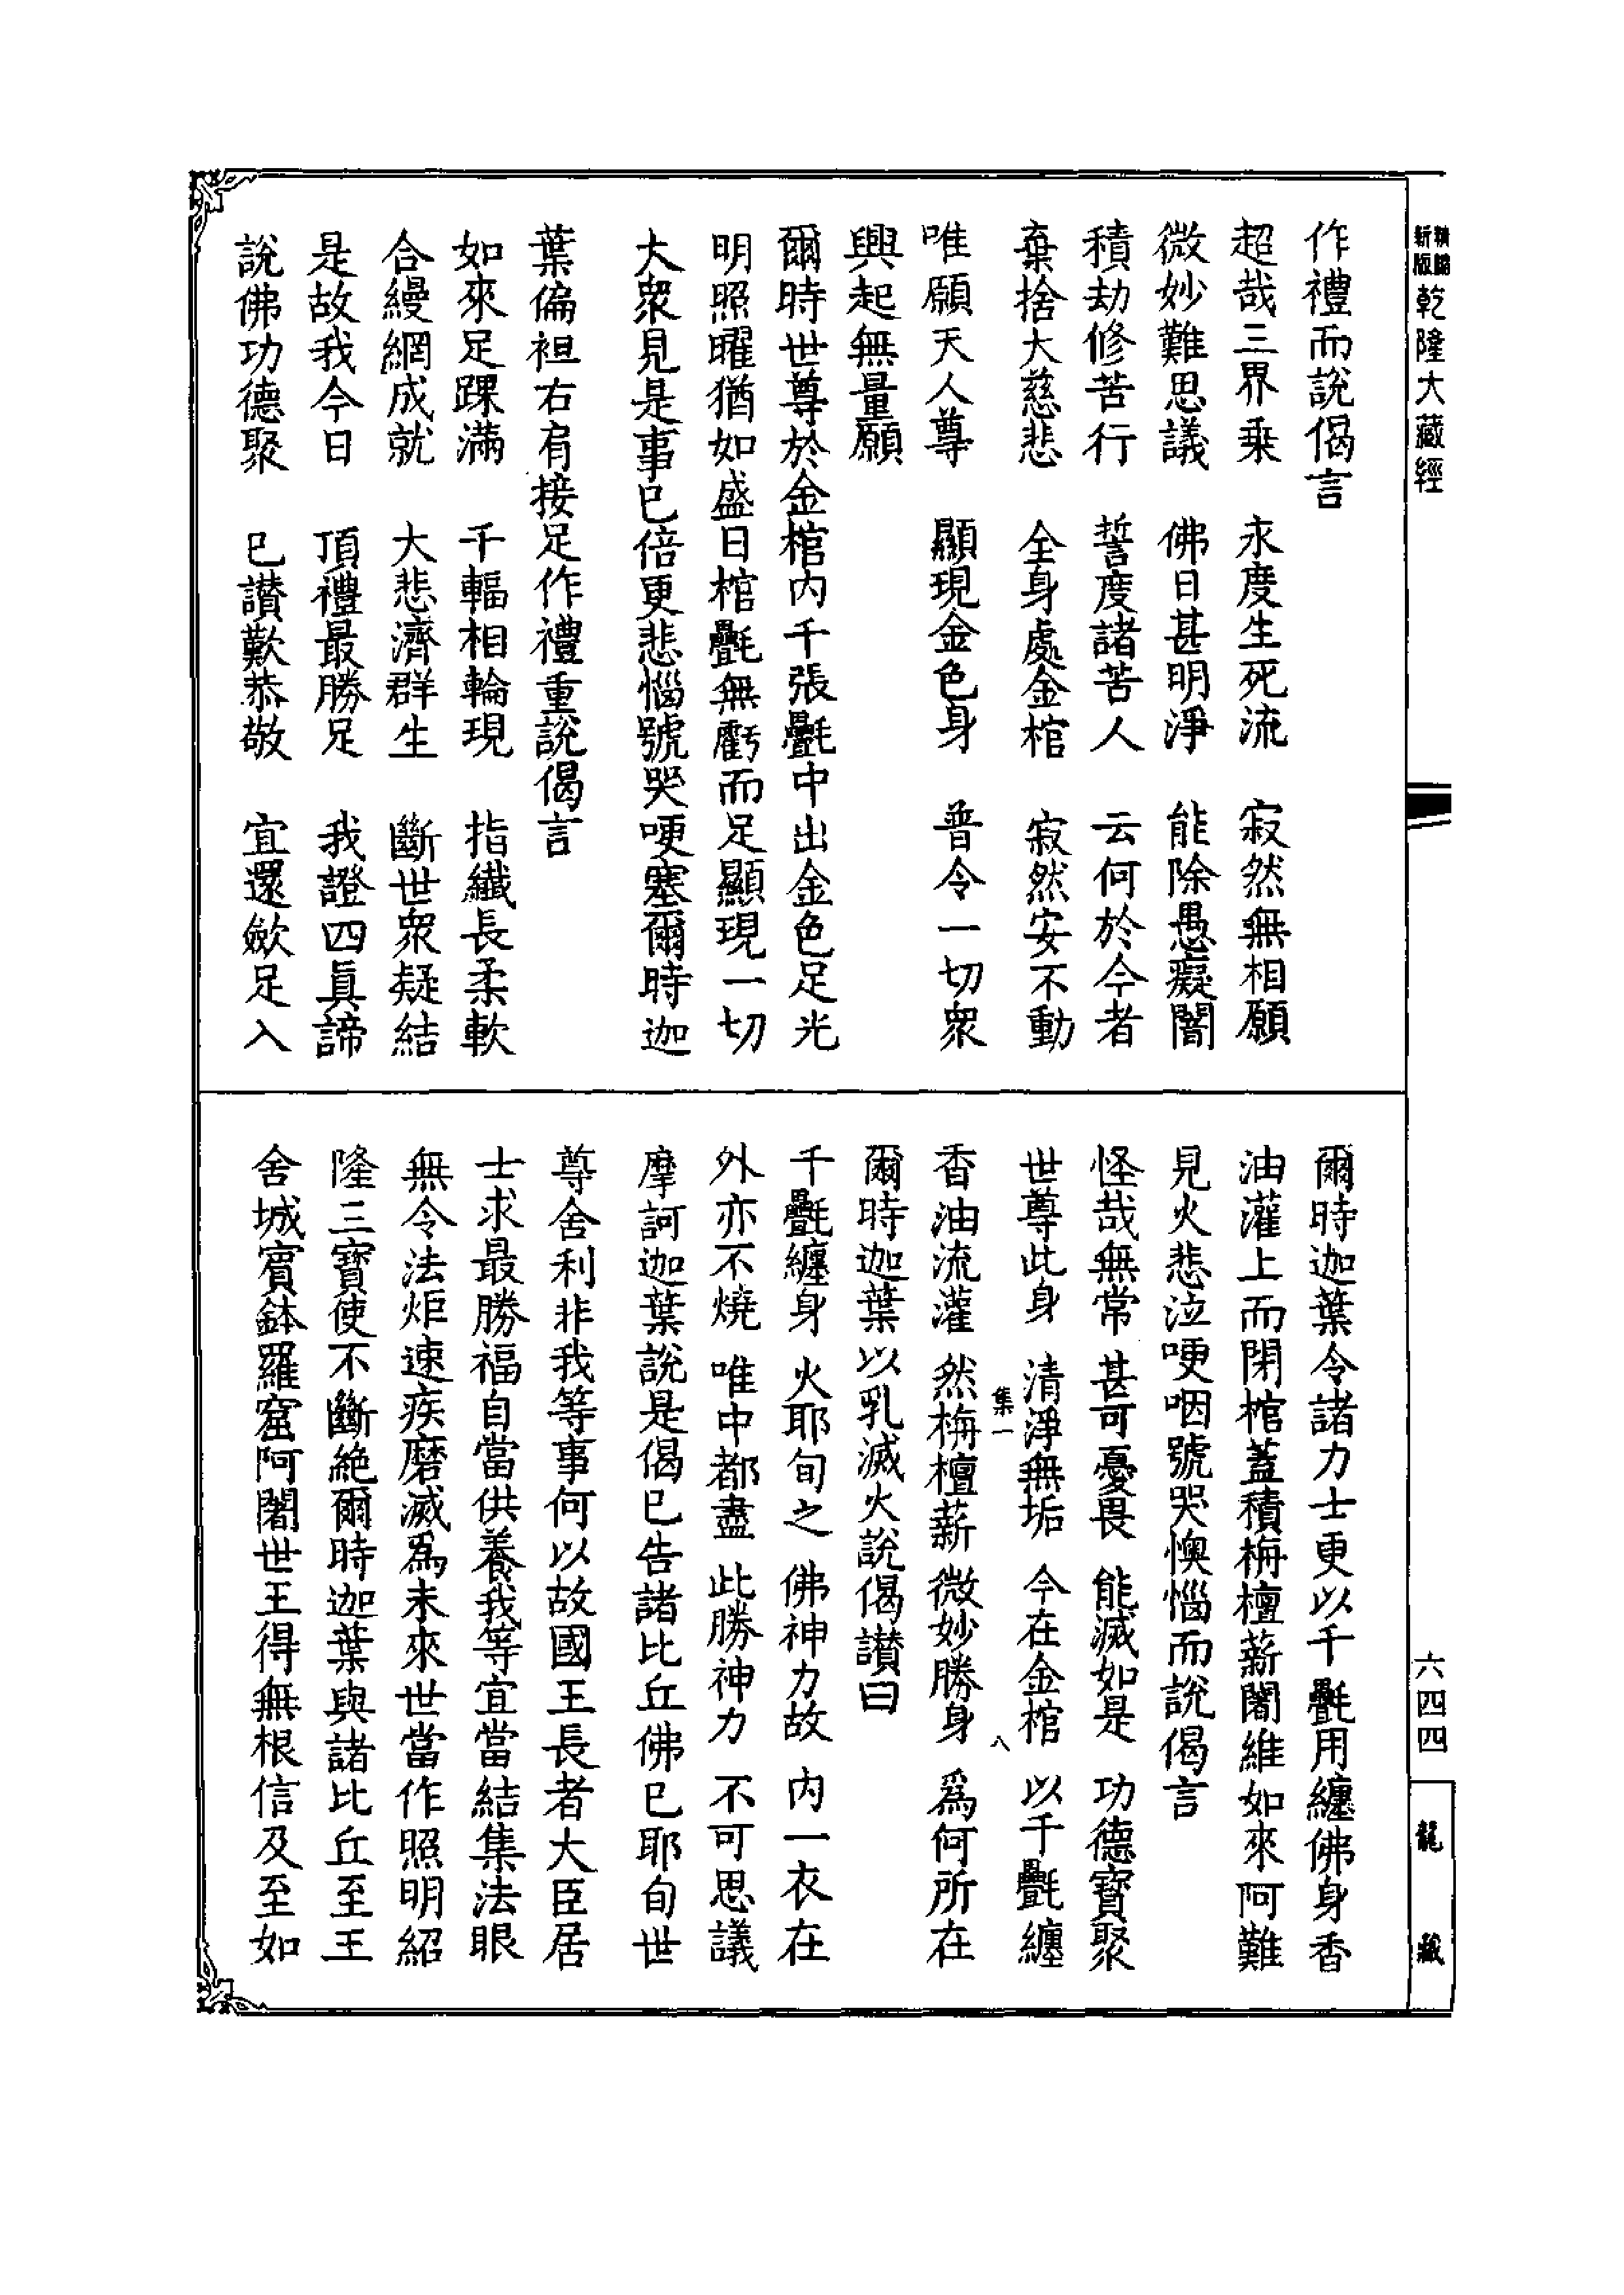 作禮而說偈言
超哉三界乘 永度生死流 寂然無相願
微妙難思議 佛日甚明淨 能除愚癡闇
積劫修苦行 誓度諸苦人 云何於今者
棄捨大慈悲 全身處金棺 寂然安不動
唯願天人尊 顯現金色身 普令一切眾
興起無量願
爾時世尊於金棺內千張氎中出金色足光
明照曜猶如盛日棺氎無虧而足顯現一切
大眾見是事已倍更悲惱號哭哽塞爾時迦
葉偏袒右肩接足作禮重說偈言
如來足踝滿 千輻相輪現 指纖長柔軟
合縵網成就 大悲濟群生 斷世眾疑結
是故我今日 頂禮最勝足 我證四真諦
說佛功德聚 已讚歎恭敬 宜還斂足入
爾時迦葉令諸力士更以千氎用纏佛身香
油灌上而閉棺蓋積栴檀薪闍維如來阿難
見火悲泣哽咽號哭懊惱而說偈言
怪哉無常 甚可憂畏 能滅如是 功德寶聚
世尊此身 清淨無垢 今在金棺 以千氎纏
香油流灌 然栴檀薪 微妙勝身 為何所在
爾時迦葉以乳滅火說偈讚曰
千氎纏身 火耶旬之 佛神力故 內一衣在
外亦不燒 唯中都盡 此勝神力 不可思議
摩訶迦葉說是偈已告諸比丘佛已耶旬世
尊舍利非我等事何以故國王長者大臣居
士求最勝福自當供養我等宜當結集法眼
無令法炬速疾磨滅為未來世當作照明紹
隆三寶使不斷絕爾時迦葉與諸比丘至王
舍城賓鉢羅窟阿闍世王得無根信及至如
集一
八
新版
乾隆大藏經
六四四
龍藏